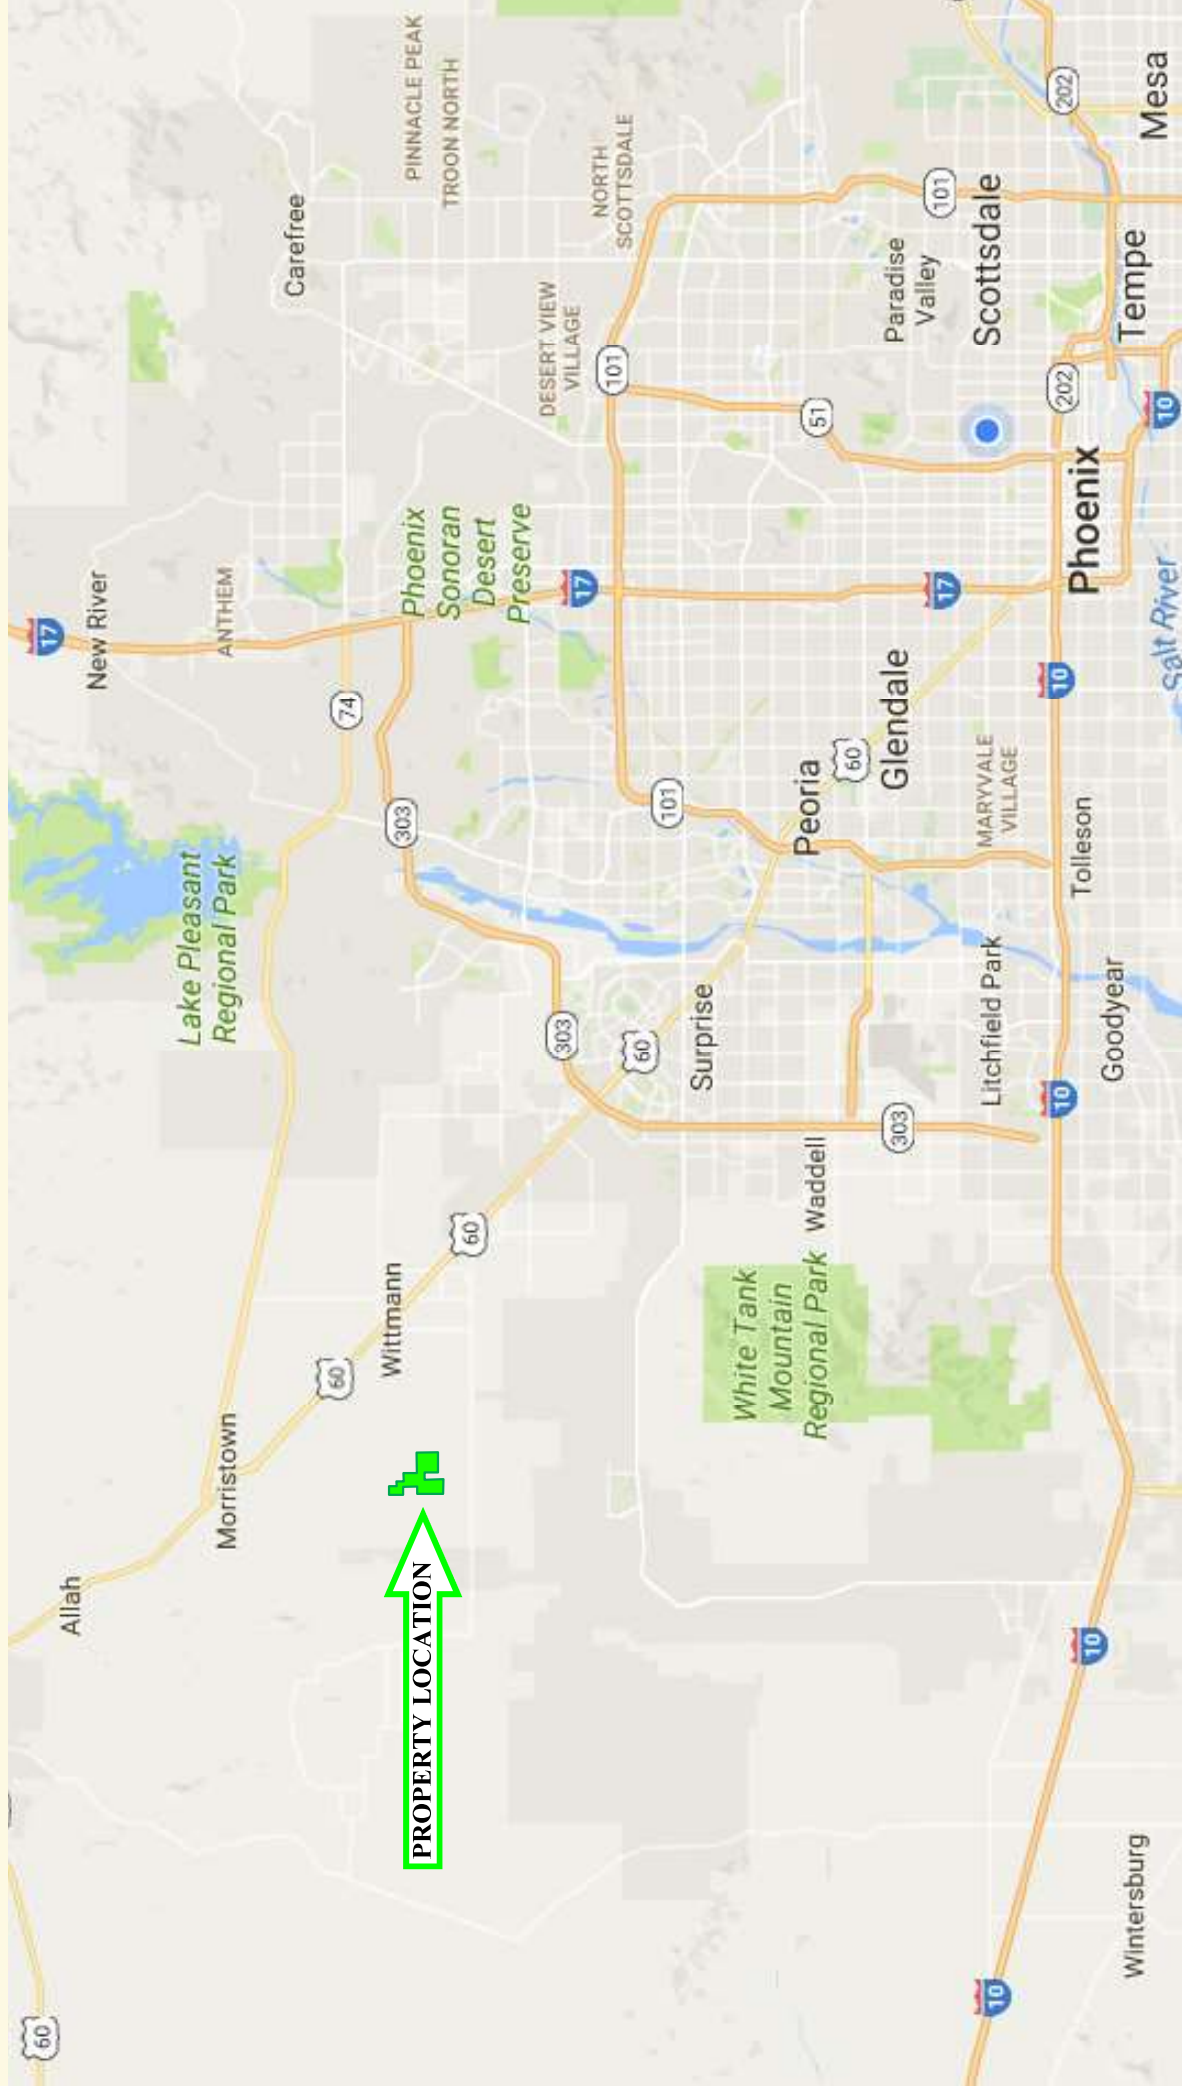 60
Allah
Morristown
60
Wittmann
60
PROPERTY LOCATION
Lake Pleasant
Regional Park
17
New River
ANTHEM
74
303
Carefree
PINNACLE PEAK
TROON NORTH
Phoenix
Sonoran
Desert
Preserve
17
DESERT VIEW
VILLAGE
NORTH
SCOTTSDALE
101
303
60
Surprise
101
Peoria
60
Glendale
51
Paradise
Valley
101
Scottsdale
White Tank
Mountain
Regional Park
Waddell
303
Litchfield Park
MARYVALE
VILLAGE
17
10
10
Goodyear
Tolleson
10
Phoenix
202
202
Tempe
Mesa
10
Salt River
10
Wintersburg